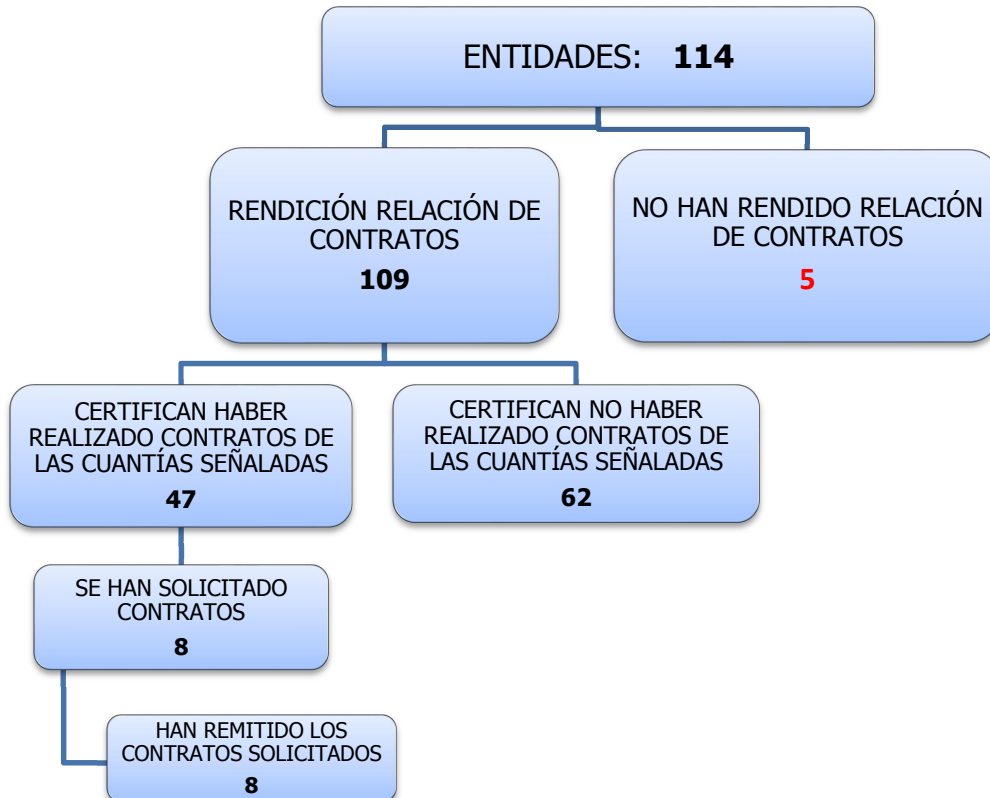 ENTIDADES: 114
RENDICIÓN RELACIÓN DE
CONTRATOS
109
NO HAN RENDIDO RELACIÓN
DE CONTRATOS
5
CERTIFICAN HABER
REALIZADO CONTRATOS DE
LAS CUANTÍAS SEÑALADAS
47
CERTIFICAN NO HABER
REALIZADO CONTRATOS DE
LAS CUANTÍAS SEÑALADAS
62
SE HAN SOLICITADO
CONTRATOS
8
HAN REMITIDO LOS
CONTRATOS SOLICITADOS
8